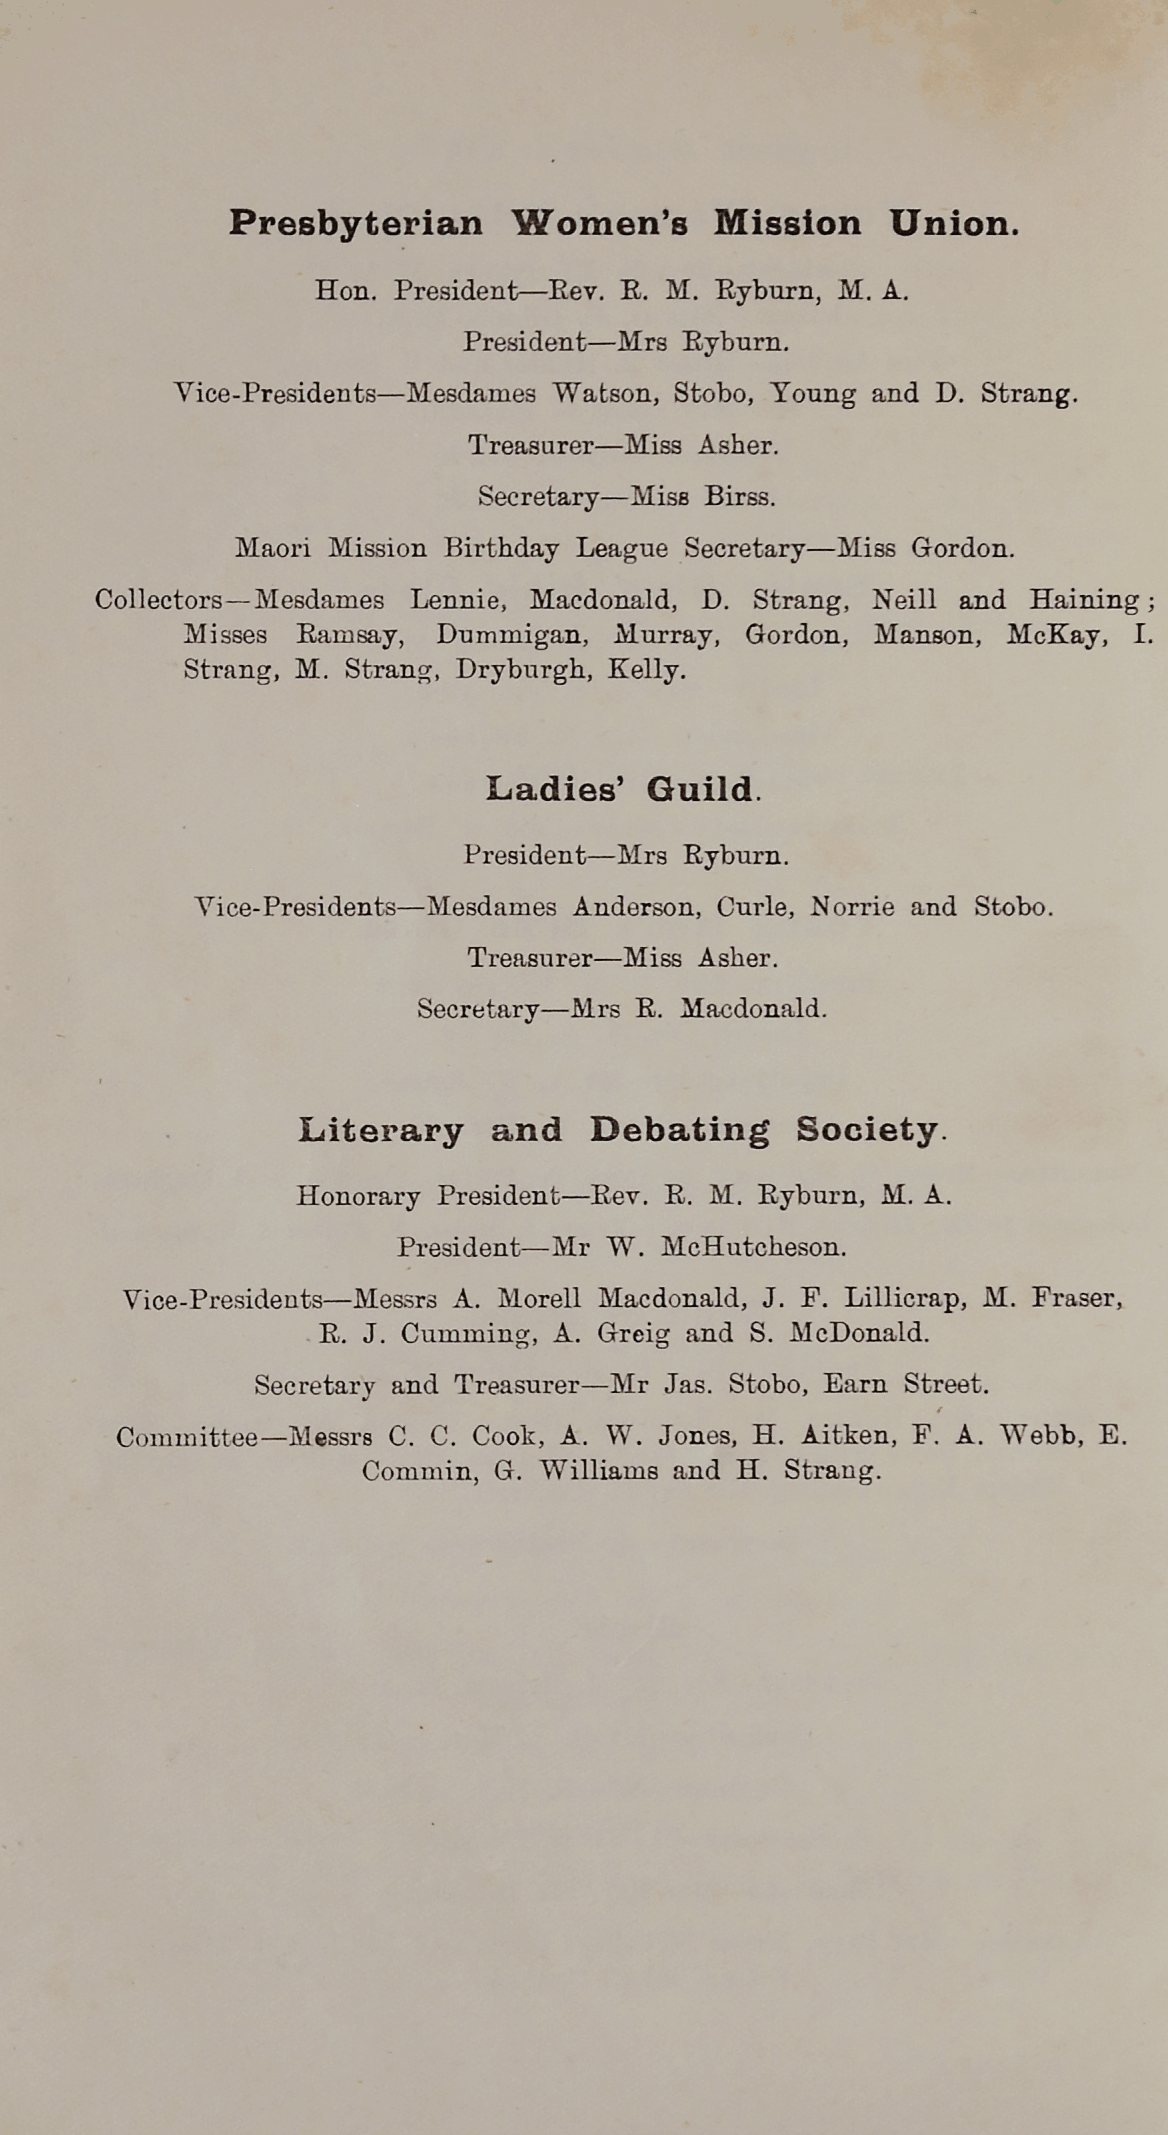 Presbyterian Women's Mission Union.
Hon. President—Rev. R. M. Ryburn, M. A.
President—Mrs Ryburn.
Vice-Presidents—Mesdames Watson, Stobo, Young and D. Strang.
Treasurer—Miss Asher.
Secretary—Miss Birss.
Maori Mission Birthday League Secretary—Miss Gordon.
Collectors—Mesdames Lennie, Macdonald, D. Strang, Neill and Haining;
Misses Ramsay, Dummigan, Murray, Gordon, Manson, McKay, I.
Strang, M. Strang, Dryburgh, Kelly.
Ladies' Guild.
President—Mrs Ryburn.
Vice-Presidents—Mesdames Anderson, Curle, Norrie and Stobo.
Treasurer—Miss Asher.
Secretary—Mrs R. Macdonald.
Literary and Debating Society.
Honorary President—Rev. R. M. Ryburn, M. A.
President—Mr W. McHutcheson.
Vice-Presidents—Messrs A. Morell Macdonald, J. F. Lillicrap, M. Fraser,
R. J. Cumming, A. Greig and S. McDonald.
Secretary and Treasurer—Mr Jas. Stobo, Earn Street.
Committee—Messrs C. C. Cook, A. W. Jones, H. Aitken, F. A. Webb, E.
Commin, G. Williams and H. Strang.